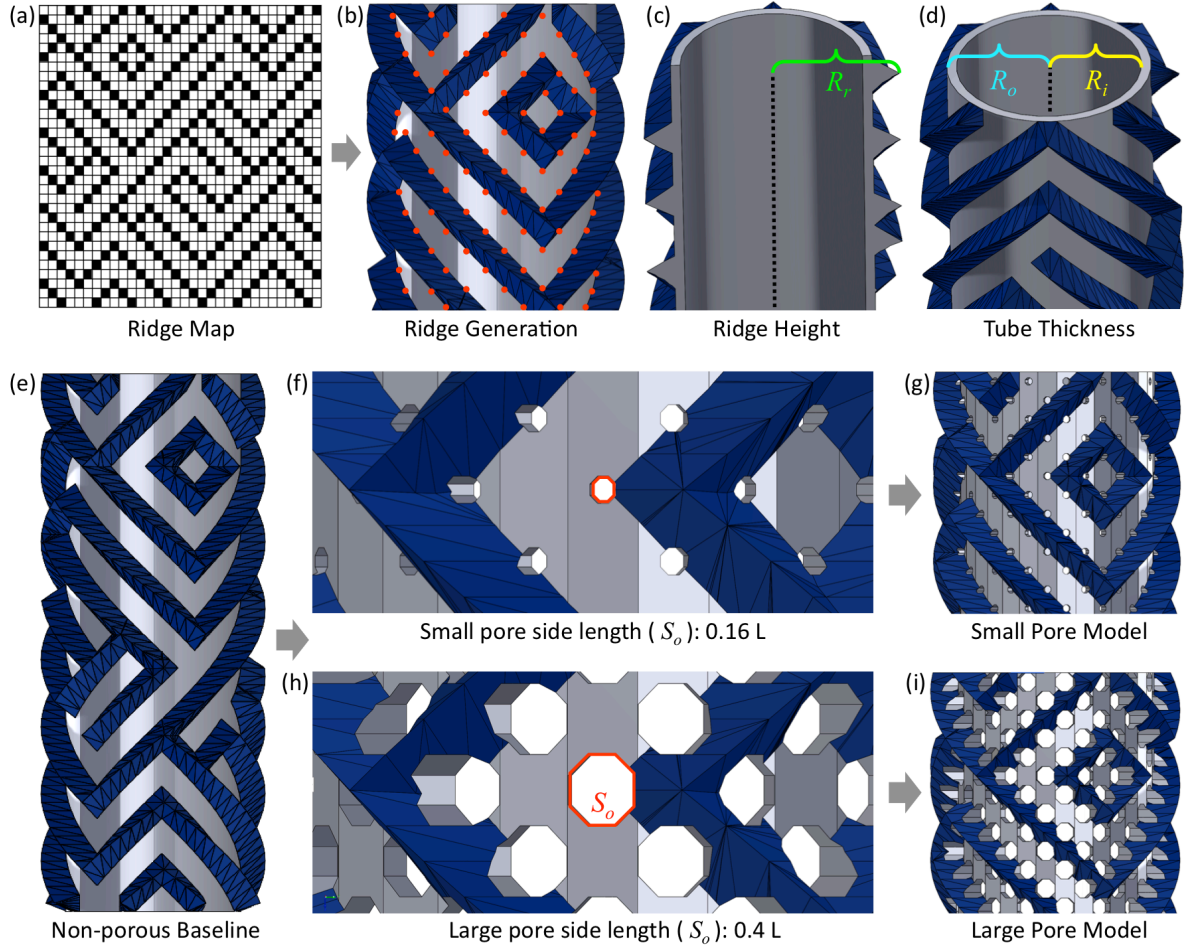 (a)
(b)
(c)
(d)
R_r
R_o
R_i
Ridge Map
Ridge Generation
Ridge Height
Tube Thickness
(e)
(f)
(g)
Small pore side length ( S_o ): 0.16 L
Small Pore Model
(h)
(i)
S_o
Non-porous Baseline
Large pore side length ( S_o ): 0.4 L
Large Pore Model